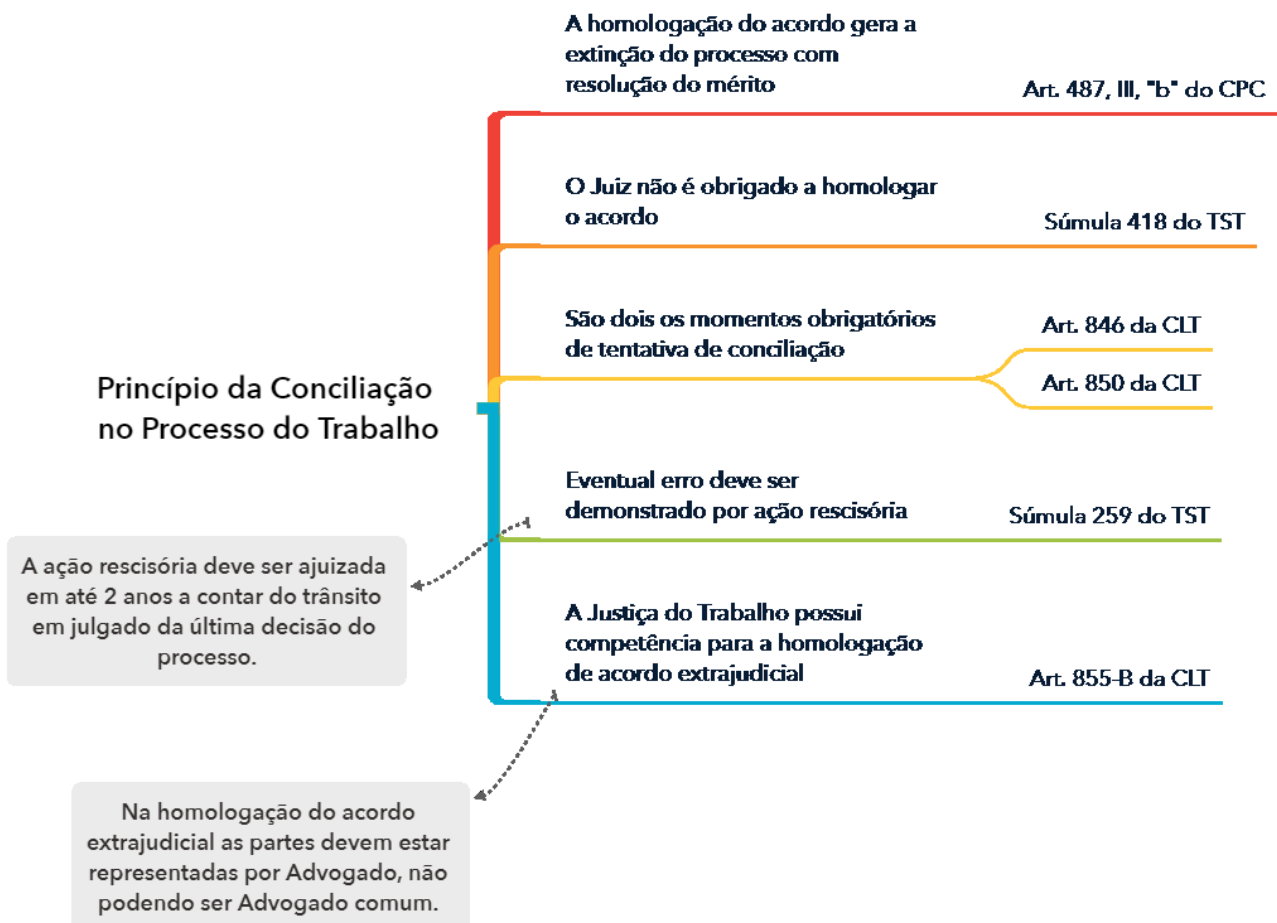 A homologação do acordo gera a
extinção do processo com
resolução do mérito
Art. 487, III, "b" do CPC
O Juiz não é obrigado a homologar
o acordo
Súmula 418 do TST
São dois os momentos obrigatórios
de tentativa de conciliação
Art. 846 da CLT
Art. 850 da CLT
Princípio da Conciliação
no Processo do Trabalho
Eventual erro deve ser
demonstrado por ação rescisória
Súmula 259 do TST
A ação rescisória deve ser ajuizada
em até 2 anos a contar do trânsito
em julgado da última decisão do
processo.
A Justiça do Trabalho possui
competência para a homologação
de acordo extrajudicial
Art. 855-B da CLT
Na homologação do acordo
extrajudicial as partes devem estar
representadas por Advogado, não
podendo ser Advogado comum.